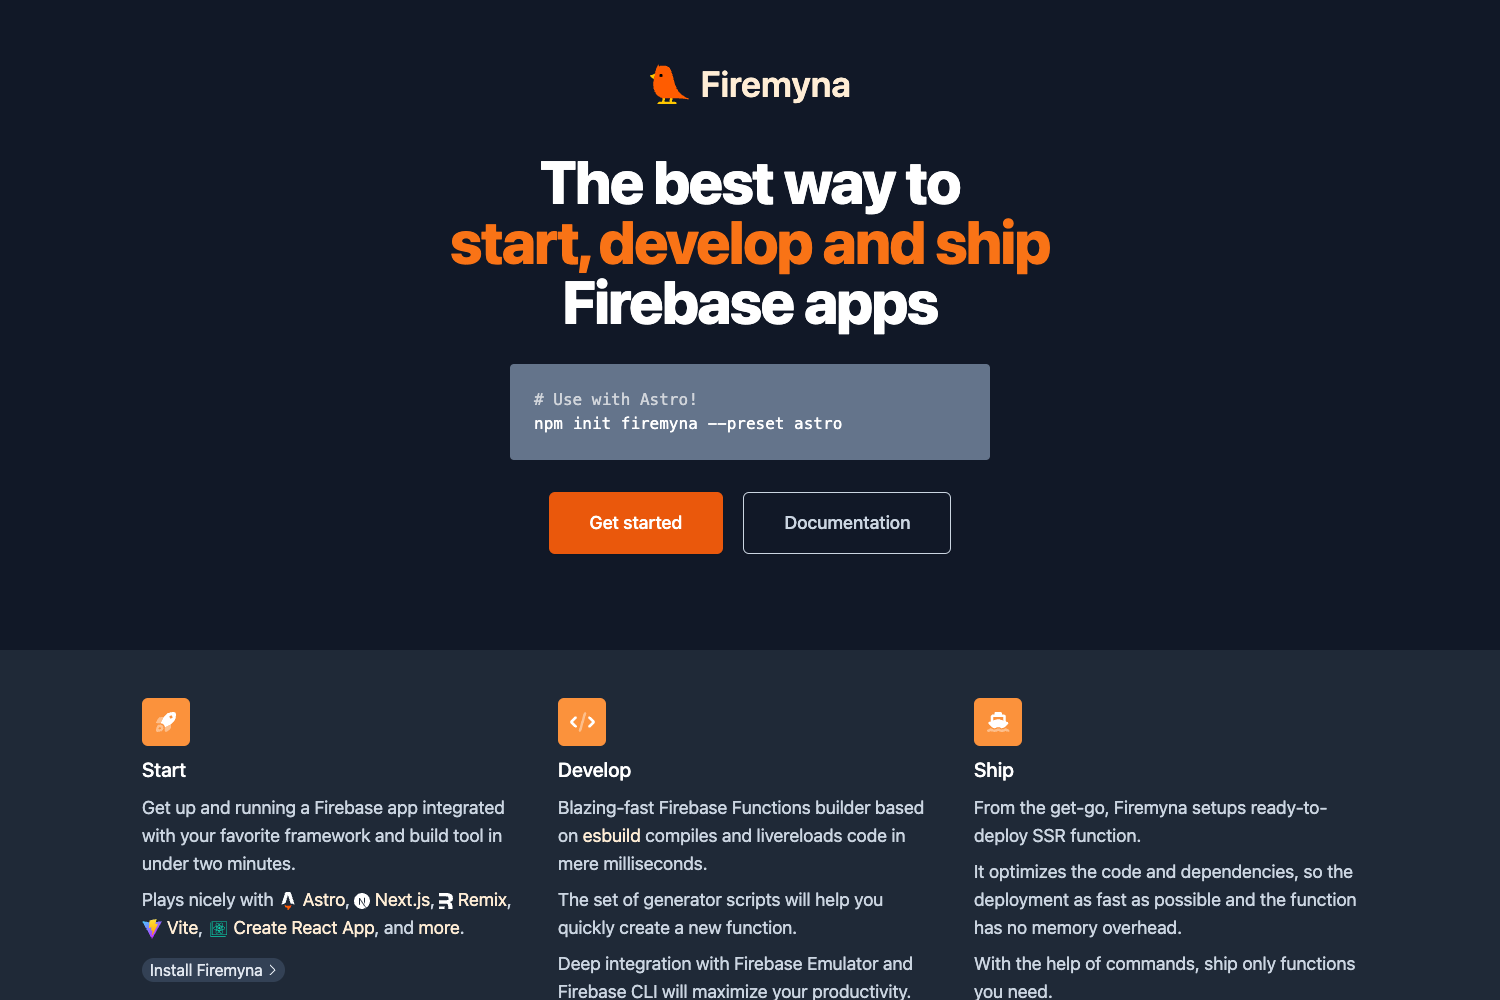 Firemyna
The best way to
start, develop and ship
Firebase apps
# Use with Astro!
npm init firemyna --preset astro
Get started
Documentation
Start
Get up and running a Firebase app integrated
with your favorite framework and build tool in
under two minutes.
Plays nicely with Astro, Next.js, Remix,
Vite, Create React App, and more.
Install Firemyna >
Develop
Blazing-fast Firebase Functions builder based
on esbuild compiles and livereloads code in
mere milliseconds.
The set of generator scripts will help you
quickly create a new function.
Deep integration with Firebase Emulator and
Firebase CLI will maximize your productivity.
Ship
From the get-go, Firemyna setups ready-to-
deploy SSR function.
It optimizes the code and dependencies, so the
deployment as fast as possible and the function
has no memory overhead.
With the help of commands, ship only functions
you need.